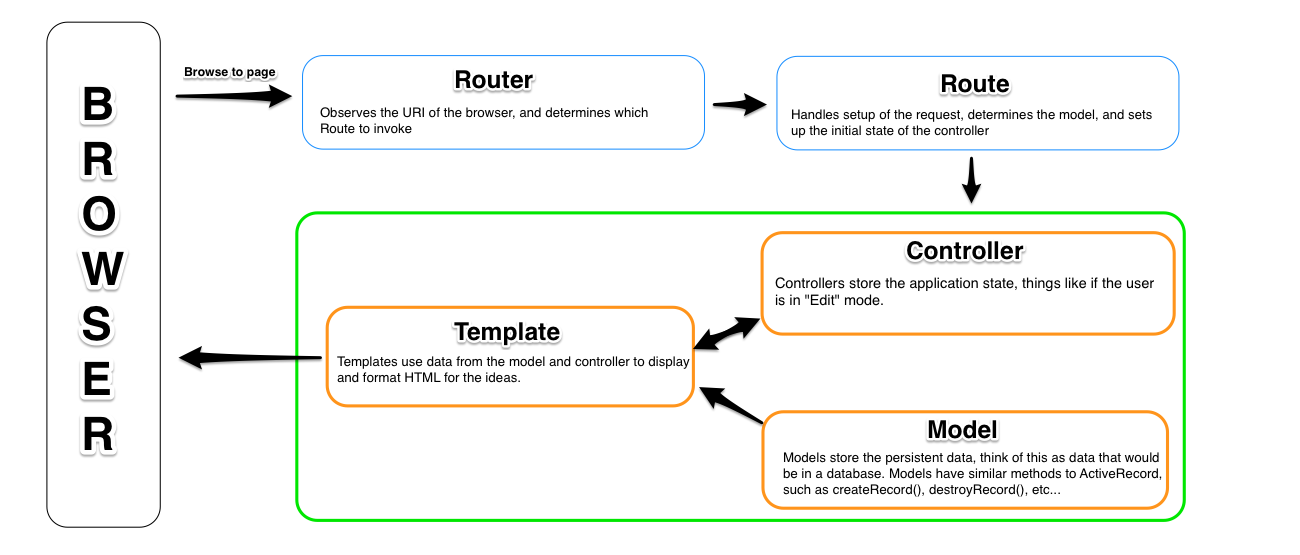 B
R
O
W
S
E
R
Browse to page
Router
Observes the URI of the browser, and determines which
Route to invoke
Route
Handles setup of the request, determines the model, and sets
up the initial state of the controller
Controller
Controllers store the application state, things like if the user
is in "Edit" mode.
Template
Templates use data from the model and controller to display
and format HTML for the ideas.
Model
Models store the persistent data, think of this as data that would
be in a database. Models have similar methods to ActiveRecord,
such as createRecord(), destroyRecord(), etc...